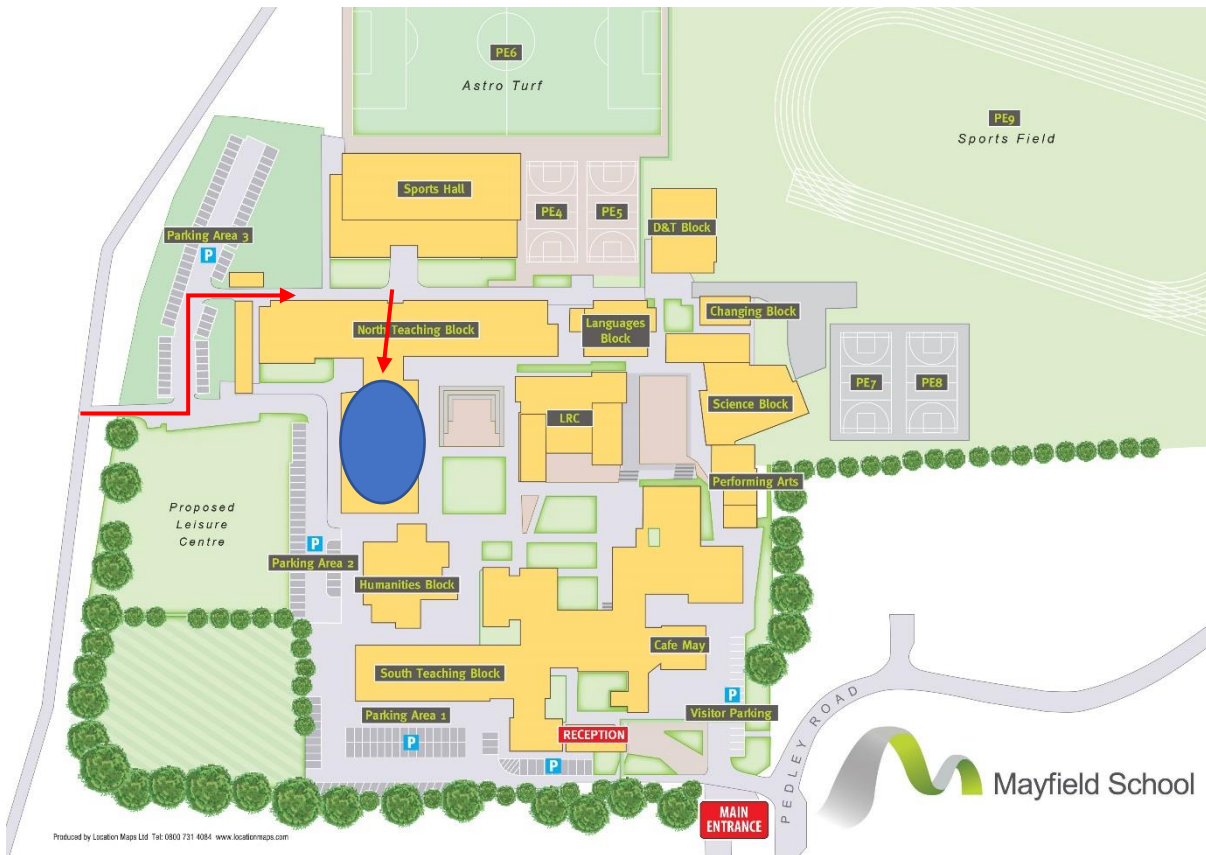 PE6
Astro Turf
PE9
Sports Field
Sports Hall
PE4
PE5
D&T Block
Parking Area 3
P
Changing Block
North Teaching Block
Languages
Block
PE7
PE8
Science Block
LRC
Performing Arts
Proposed
Leisure
Centre
P
Parking Area 2
Humanities Block
Cafe May
South Teaching Block
P
Visitor Parking
Parking Area 1
P
RECEPTION
P
PEDLEY ROAD
Mayfield School
MAIN
ENTRANCE
Produced by Location Maps Ltd Tel: 0800 731 4084 www.locationmaps.com